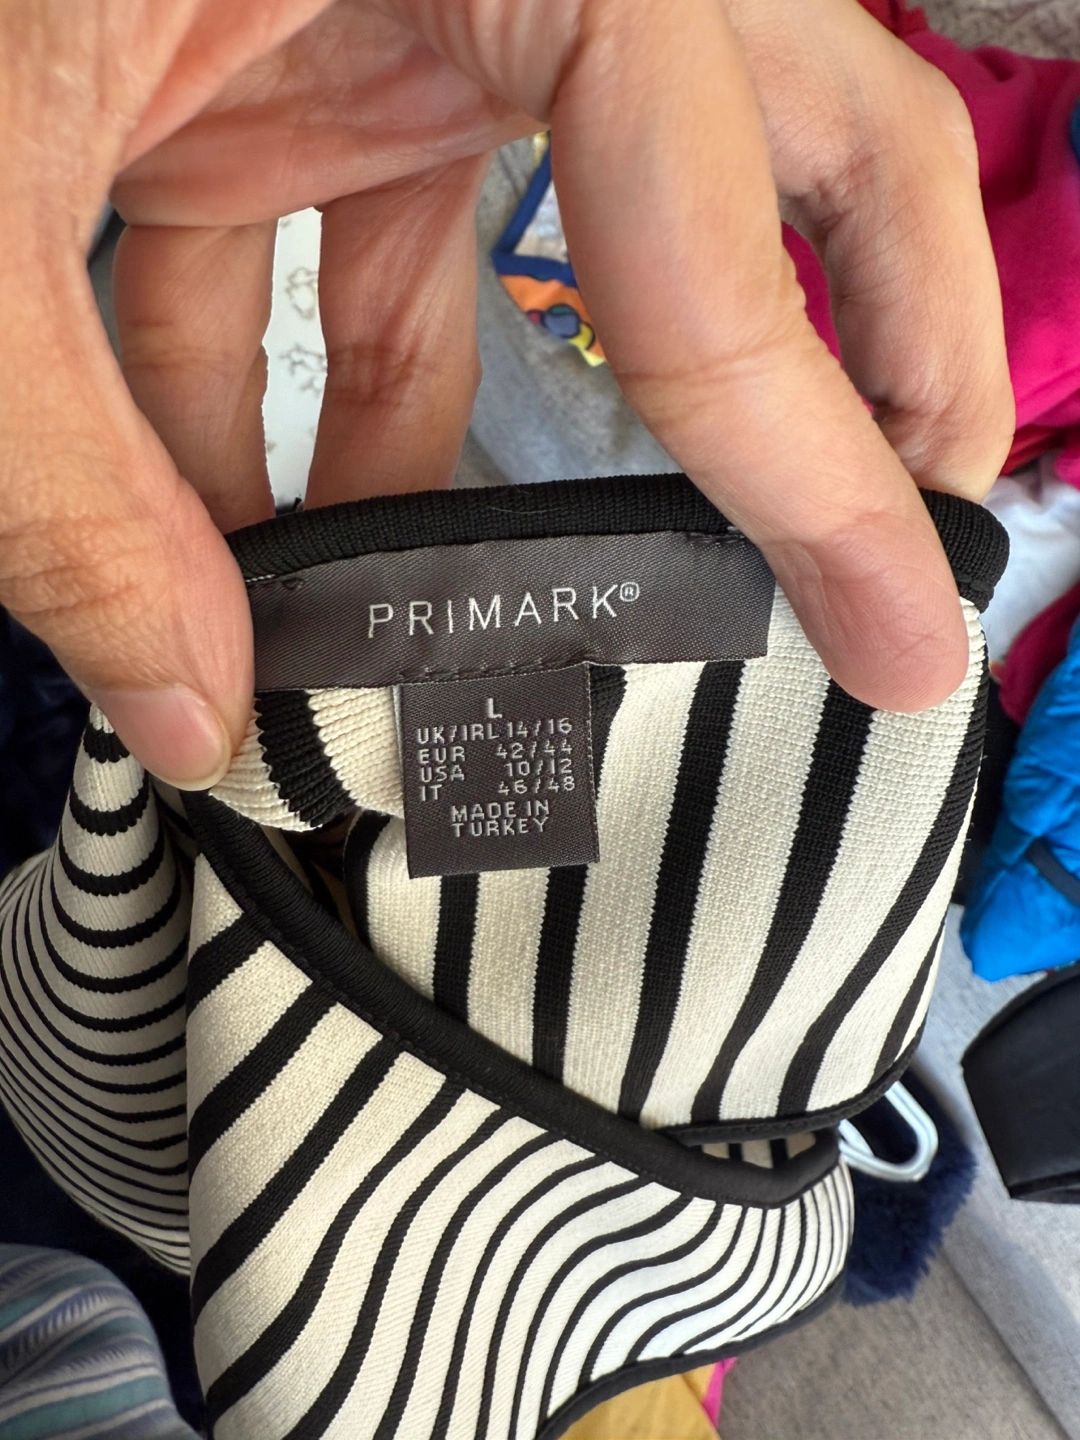 PRIMARK®
L
UK/IRL 14/16
EUR 42/44
USA 10/12
IT 46/48
MADE IN
TURKEY